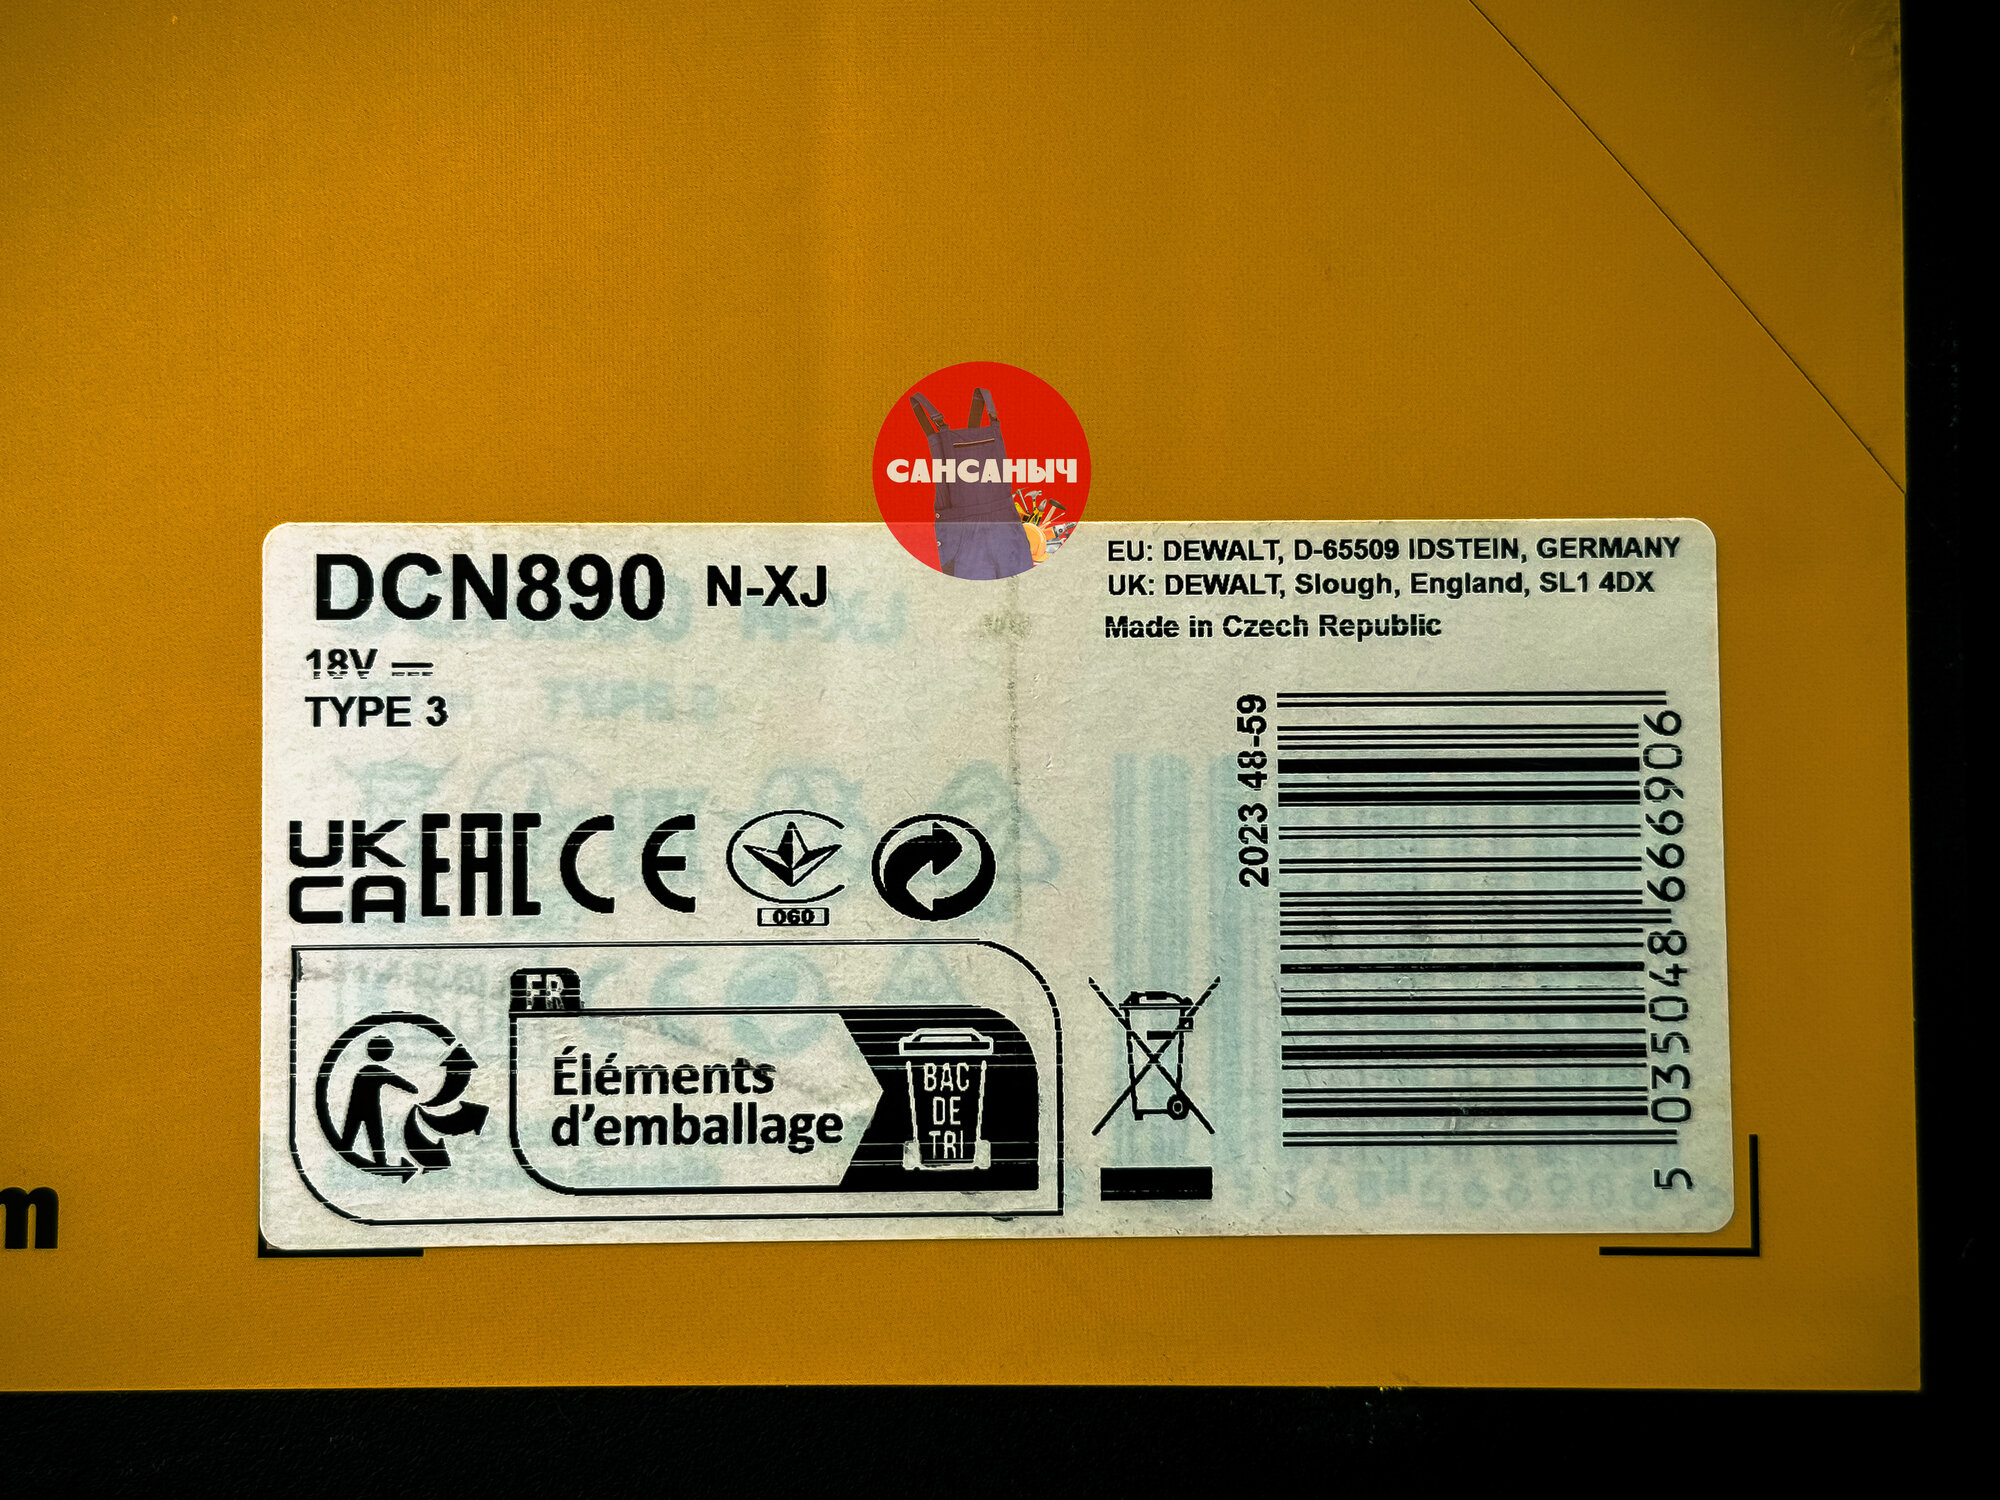 САНСАНЫЧ
DCN890 N-XJ
18V
TYPE 3
EU: DEWALT, D-65509 IDSTEIN, GERMANY
UK: DEWALT, Slough, England, SL1 4DX
Made in Czech Republic
2023 48-59
5 035048 666906
UK
CA
EAC
CE
060
FR
Éléments
d'emballage
BAC
DE
TRI
m